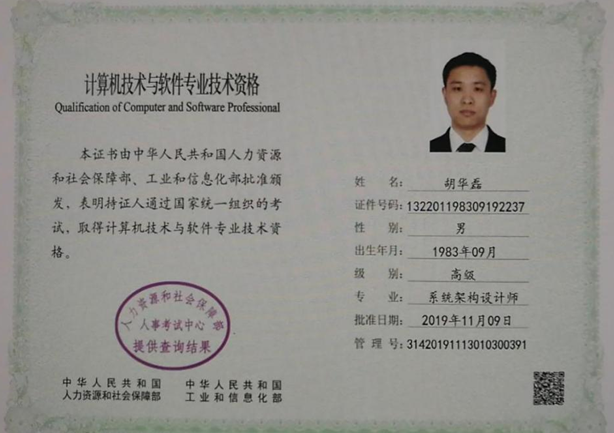 计算机技术与软件专业技术资格
Qualification of Computer and Software Professional
本证书由中华人民共和国人力资源
和社会保障部、工业和信息化部批准颁
发，表明持证人通过国家统一组织的考
试，取得计算机技术与软件专业技术资
格。
姓 名： 胡华磊
证件号码： 132201198309192237
性 别： 男
出生年月： 1983年09月
级 别： 高级
专 业： 系统架构设计师
批准日期： 2019年11月09日
管 理 号： 31420191113010300391
人力资源和社会保障部
人事考试中心
提供查询结果
中华人民共和国
人力资源和社会保障部
中华人民共和国
工业和信息化部